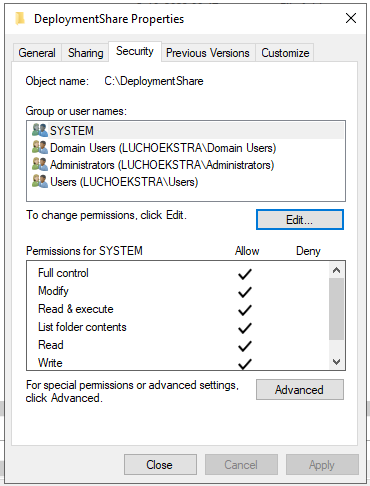 DeploymentShare Properties
General Sharing Security Previous Versions Customize
Object name: C:\DeploymentShare
Group or user names:
SYSTEM
Domain Users (LUCHOEKSTRA\Domain Users)
Administrators (LUCHOEKSTRA\Administrators)
Users (LUCHOEKSTRA\Users)
To change permissions, click Edit.
Edit...
Permissions for SYSTEM Allow Deny
Full control
Modify
Read & execute
List folder contents
Read
Write
For special permissions or advanced settings,
click Advanced.
Advanced
Close Cancel Apply